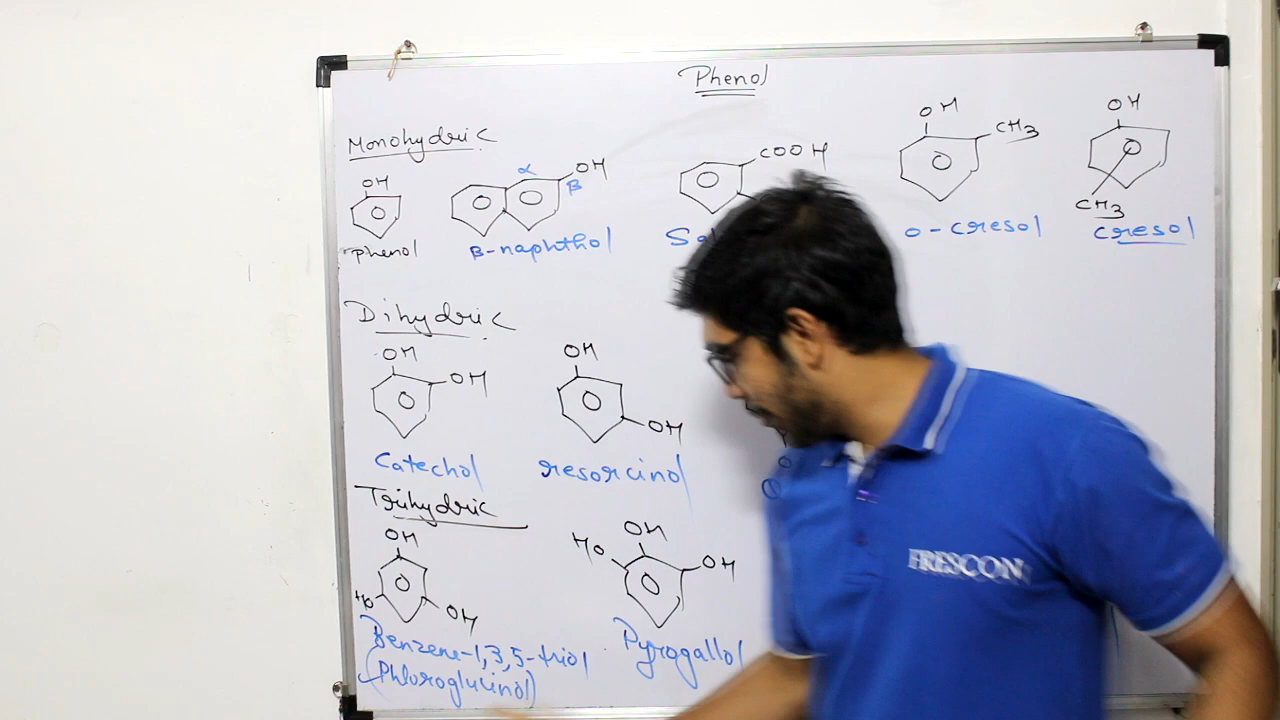 Phenol
Monohydric
OH
phenol
α
OH
β
β-naphthol
COOH
OH
CH3
o-cresol
OH
CH3
cresol
Dihydric
OH
OH
Catechol
OH
OH
resorcinol
Trihydric
OH
HO
OH
Benzene-1,3,5-triol
(Phloroglucinol)
OH
HO
OH
Pyrogallol
FRESCON